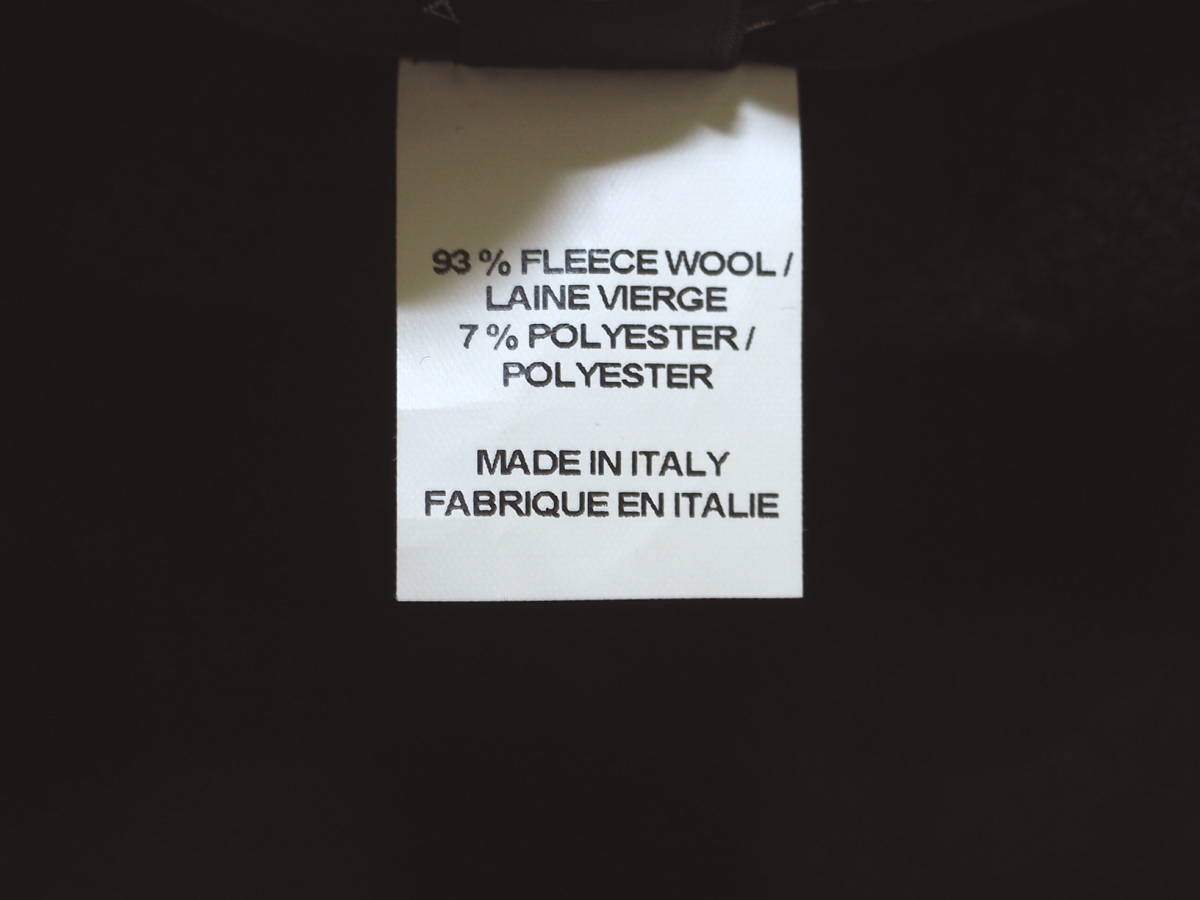 93 % FLEECE WOOL /
LAINE VIERGE
7 % POLYESTER /
POLYESTER
MADE IN ITALY
FABRIQUE EN ITALIE